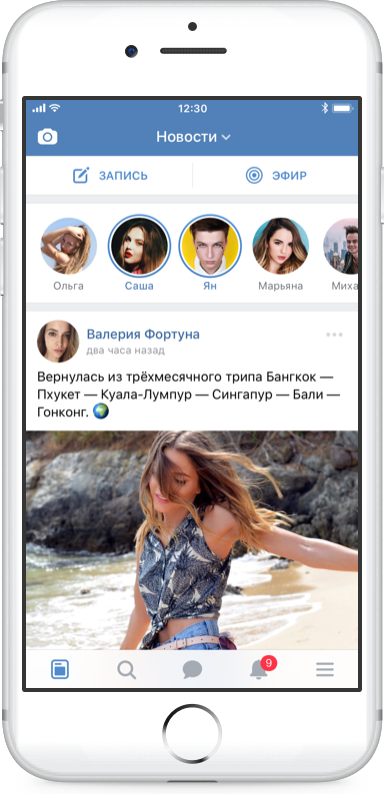 12:30
Новости
ЗАПИСЬ
ЭФИР
Ольга
Саша
Ян
Марьяна
Миха
Валерия Фортуна
два часа назад
Вернулась из трёхмесячного трипа Бангкок —
Пхукет — Куала-Лумпур — Сингапур — Бали —
Гонконг.
9